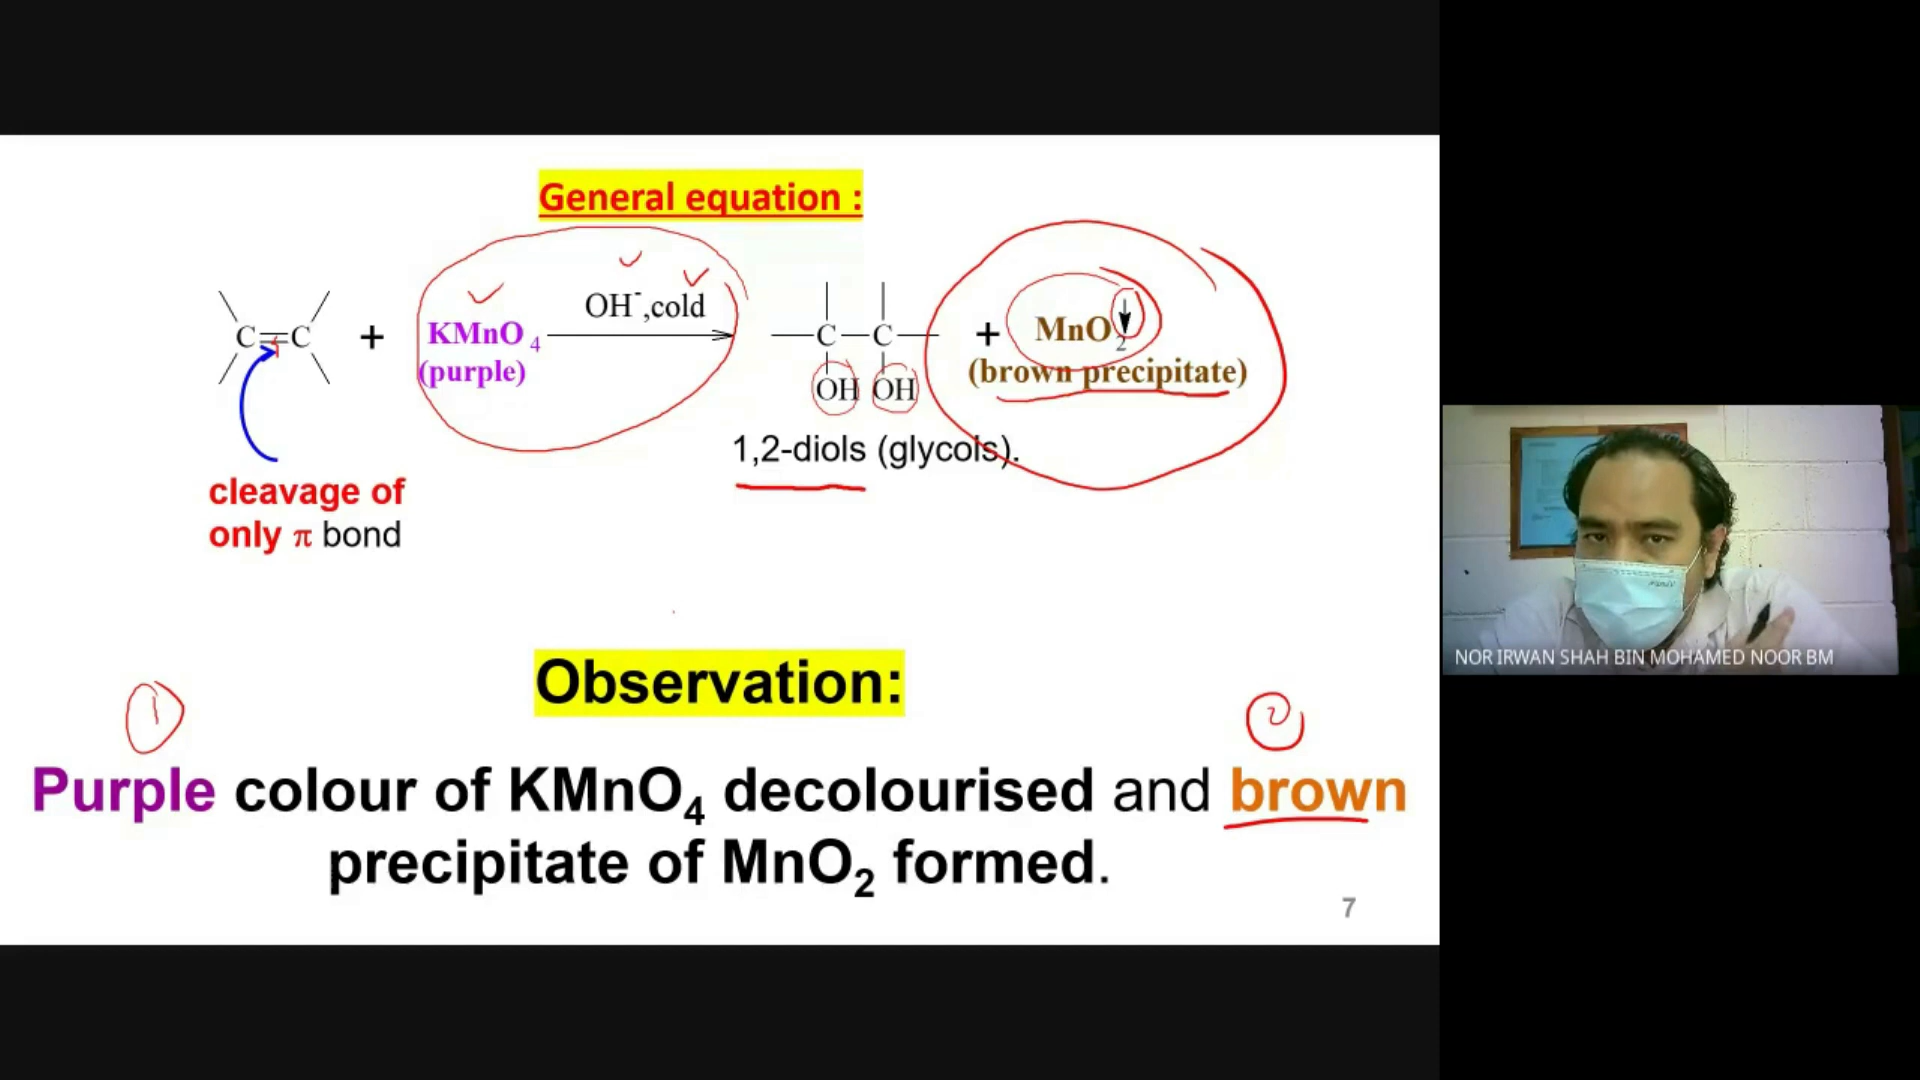 General equation :
C=C + KMnO4 OH-,cold C C + MnO2↓
(purple) (brown precipitate)
OH OH
1,2-diols (glycols).
cleavage of
only π bond
Observation:
1 2
Purple colour of KMnO4 decolourised and brown
precipitate of MnO2 formed.
7
NOR IRWAN SHAH BIN MOHAMED NOOR BM